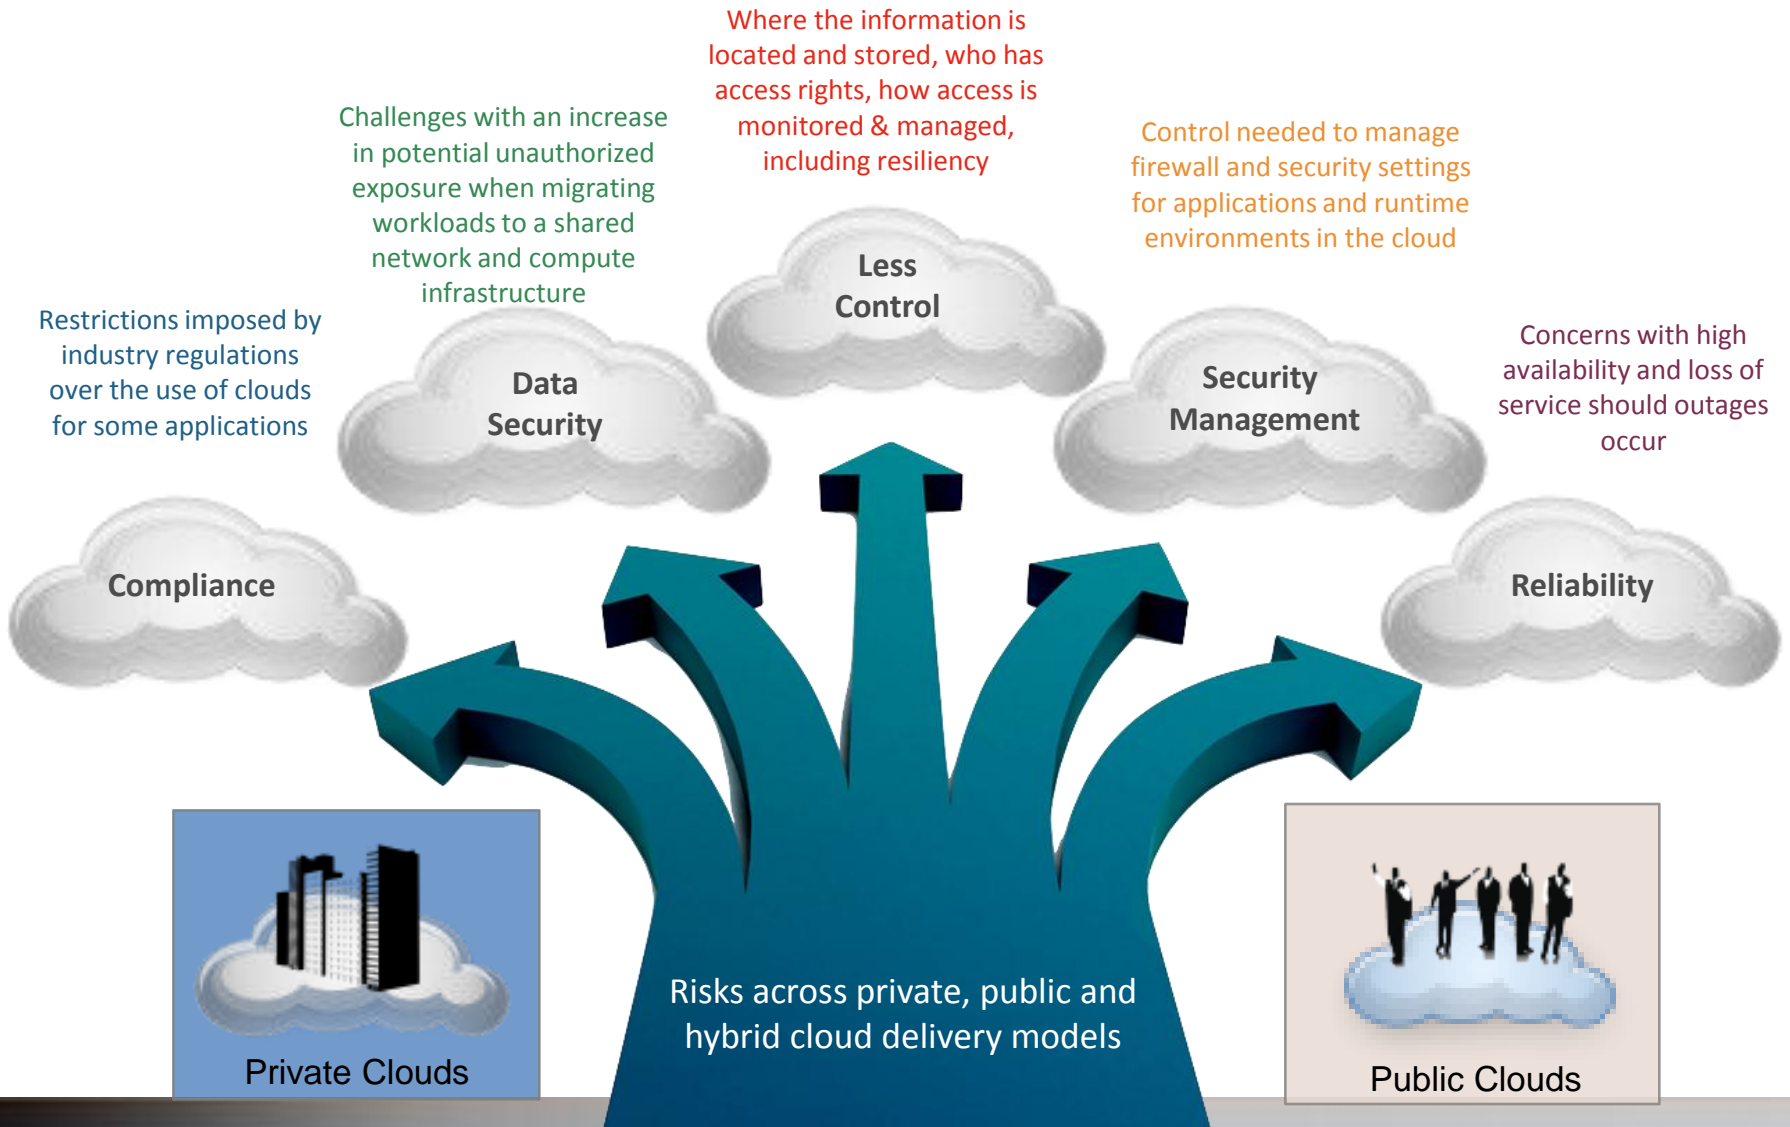 Where the information is
located and stored, who has
access rights, how access is
monitored & managed,
including resiliency
Challenges with an increase
in potential unauthorized
exposure when migrating
workloads to a shared
network and compute
infrastructure
Control needed to manage
firewall and security settings
for applications and runtime
environments in the cloud
Restrictions imposed by
industry regulations
over the use of clouds
for some applications
Concerns with high
availability and loss of
service should outages
occur
Less
Control
Data
Security
Security
Management
Compliance
Reliability
Risks across private, public and
hybrid cloud delivery models
Private Clouds
Public Clouds